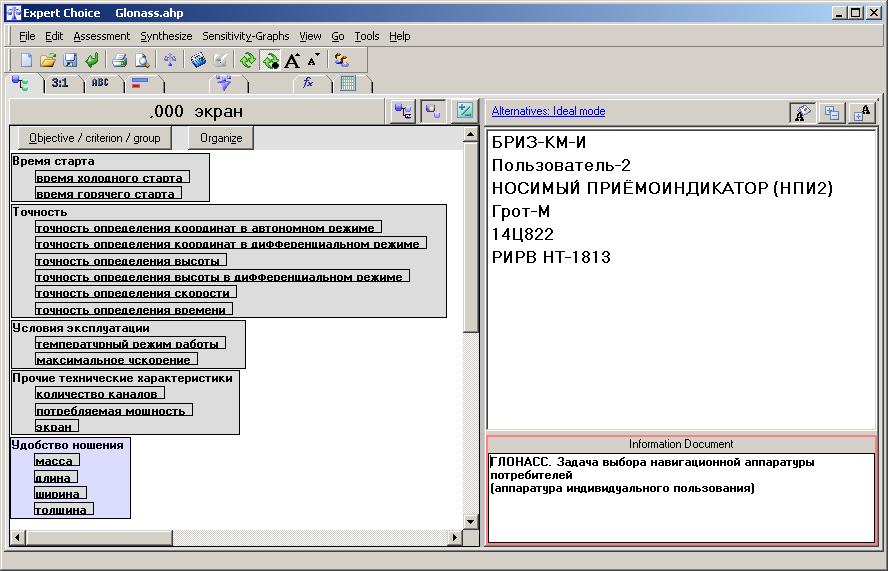 Expert Choice    Glonass.ahp
File Edit Assessment Synthesize Sensitivity-Graphs View Go Tools Help
3:1 ABC fx
,000 экран
Alternatives: Ideal mode
Objective / criterion / group Organize
Время старта
время холодного старта
время горячего старта
Точность
точность определения координат в автономном режиме
точность определения координат в дифференциальном режиме
точность определения высоты
точность определения высоты в дифференциальном режиме
точность определения скорости
точность определения времени
Условия эксплуатации
температурный режим работы
максимальное ускорение
Прочие технические характеристики
количество каналов
потребляемая мощность
экран
Удобство ношения
масса
длина
ширина
толщина
БРИЗ-КМ-И
Пользователь-2
НОСИМЫЙ ПРИЁМОИНДИКАТОР (НПИ2)
Грот-М
14Ц822
РИРВ НТ-1813
Information Document
ГЛОНАСС. Задача выбора навигационной аппаратуры
потребителей
(аппаратура индивидуального пользования)